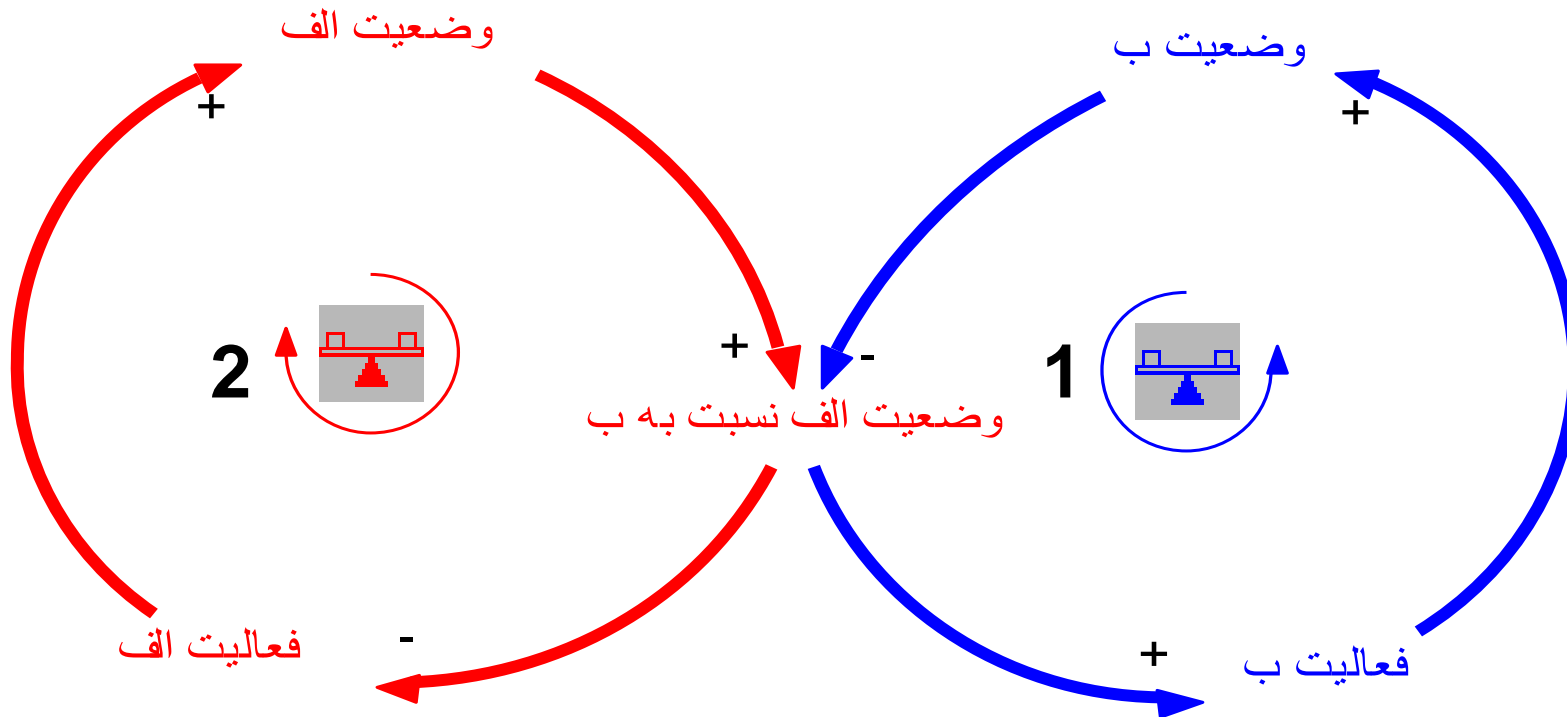 وضعیت الف
وضعیت ب
+
+
2
+
-
1
وضعیت الف نسبت به ب
فعالیت الف
-
+
فعالیت ب